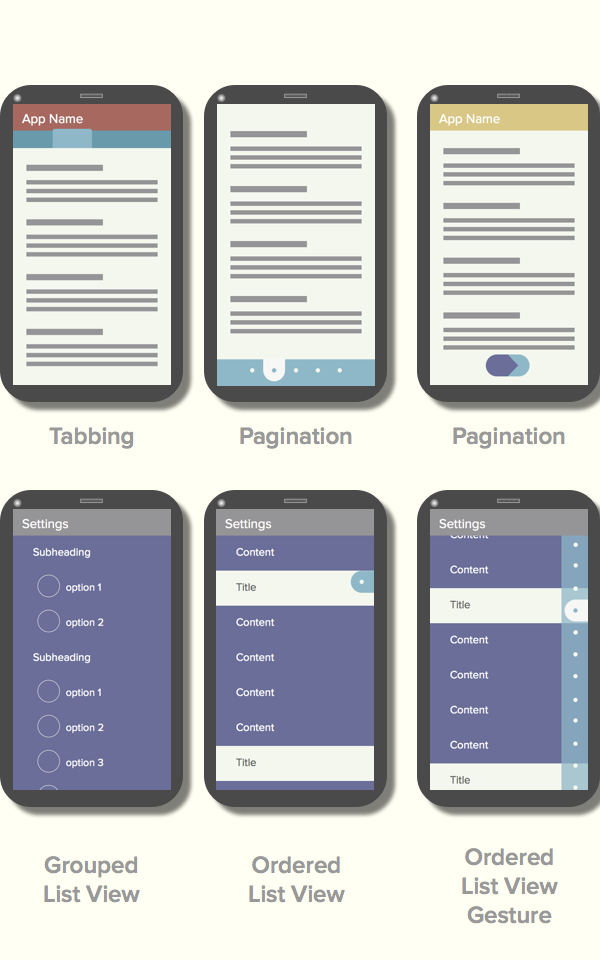 App Name
App Name
Tabbing
Pagination
Pagination
Settings
Subheading
option 1
option 2
Subheading
option 1
option 2
option 3
Settings
Content
Title
Content
Content
Content
Content
Title
Settings
Content
Content
Title
Content
Content
Content
Content
Title
Grouped
List View
Ordered
List View
Ordered
List View
Gesture